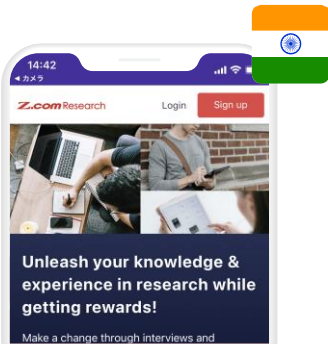 14:42
◀ カメラ
Z.com Research
Login
Sign up
Unleash your knowledge &
experience in research while
getting rewards!
Make a change through interviews and